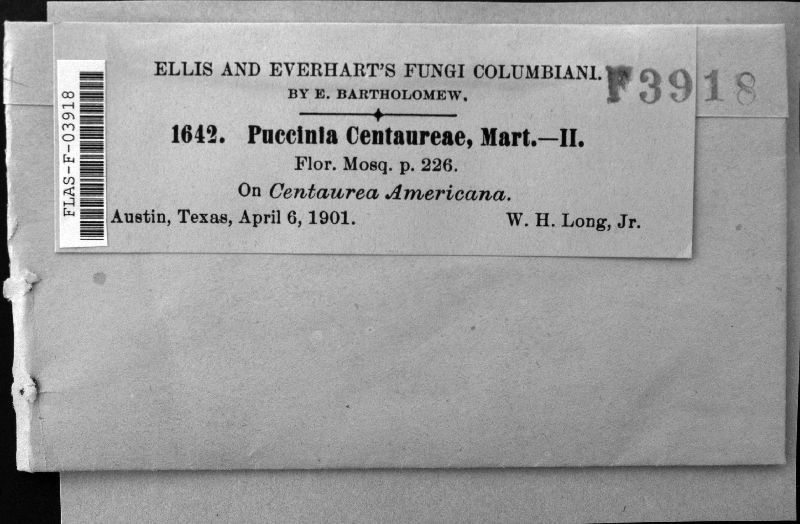 ELLIS AND EVERHART'S FUNGI COLUMBIANI.
BY E. BARTHOLOMEW.
F3918
FLAS-F-03918
1642. Puccinia Centaureae, Mart.—II.
Flor. Mosq. p. 226.
On Centaurea Americana.
Austin, Texas, April 6, 1901. W. H. Long, Jr.